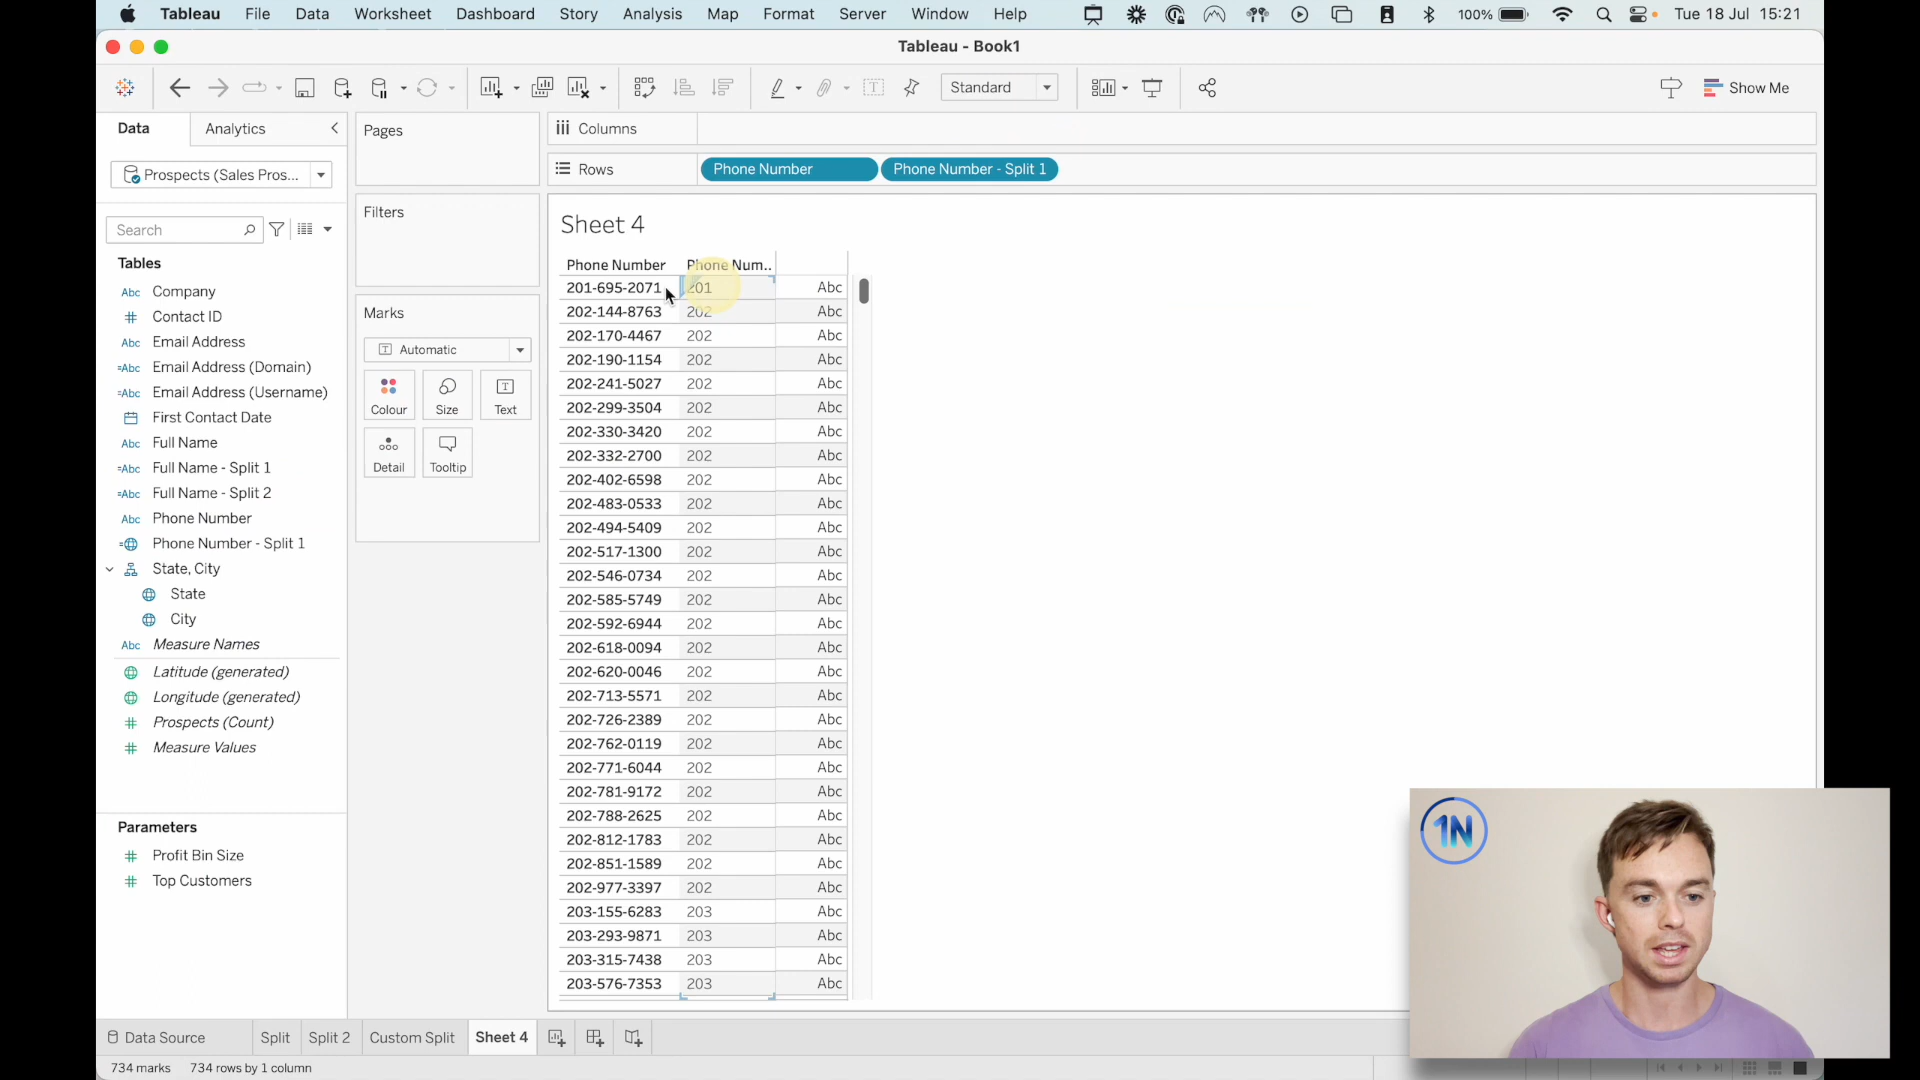 Tableau File Data Worksheet Dashboard Story Analysis Map Format Server Window Help 100% Tue 18 Jul 15:21
Tableau - Book1
Standard Show Me
Data Analytics
Pages
Columns
Prospects (Sales Pros...
Rows Phone Number Phone Number - Split 1
Search
Filters
Sheet 4
Tables
Abc Company
# Contact ID
Abc Email Address
=Abc Email Address (Domain)
=Abc Email Address (Username)
First Contact Date
Abc Full Name
=Abc Full Name - Split 1
=Abc Full Name - Split 2
Abc Phone Number
Phone Number - Split 1
State, City
State
City
Abc Measure Names
Latitude (generated)
Longitude (generated)
# Prospects (Count)
# Measure Values
Parameters
# Profit Bin Size
# Top Customers
Marks
Automatic
Colour Size Text
Detail Tooltip
Phone Number Phone Num..
201-695-2071 201 Abc
202-144-8763 202 Abc
202-170-4467 202 Abc
202-190-1154 202 Abc
202-241-5027 202 Abc
202-299-3504 202 Abc
202-330-3420 202 Abc
202-332-2700 202 Abc
202-402-6598 202 Abc
202-483-0533 202 Abc
202-494-5409 202 Abc
202-517-1300 202 Abc
202-546-0734 202 Abc
202-585-5749 202 Abc
202-592-6944 202 Abc
202-618-0094 202 Abc
202-620-0046 202 Abc
202-713-5571 202 Abc
202-726-2389 202 Abc
202-762-0119 202 Abc
202-771-6044 202 Abc
202-781-9172 202 Abc
202-788-2625 202 Abc
202-812-1783 202 Abc
202-851-1589 202 Abc
202-977-3397 202 Abc
203-155-6283 203 Abc
203-293-9871 203 Abc
203-315-7438 203 Abc
203-576-7353 203 Abc
1N
Data Source Split Split 2 Custom Split Sheet 4
734 marks 734 rows by 1 column